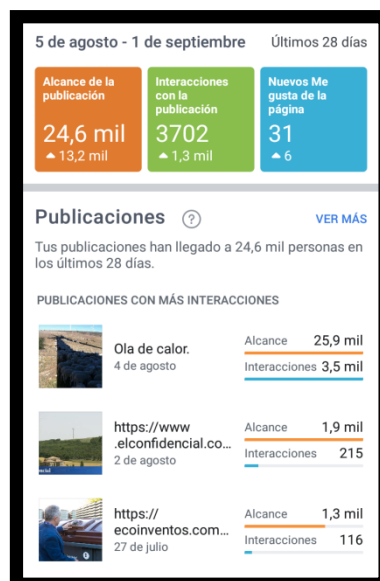 5 de agosto - 1 de septiembre
Últimos 28 días
Alcance de la
publicación
24,6 mil
13,2 mil
Interacciones
con la
publicación
3702
1,3 mil
Nuevos Me
gusta de la
página
31
6
Publicaciones ?
VER MÁS
Tus publicaciones han llegado a 24,6 mil personas en
los últimos 28 días.
PUBLICACIONES CON MÁS INTERACCIONES
Ola de calor.
4 de agosto
Alcance 25,9 mil
Interacciones 3,5 mil
https://www
.elconfidencial.co...
2 de agosto
Alcance 1,9 mil
Interacciones 215
https://
ecoinventos.com...
27 de julio
Alcance 1,3 mil
Interacciones 116